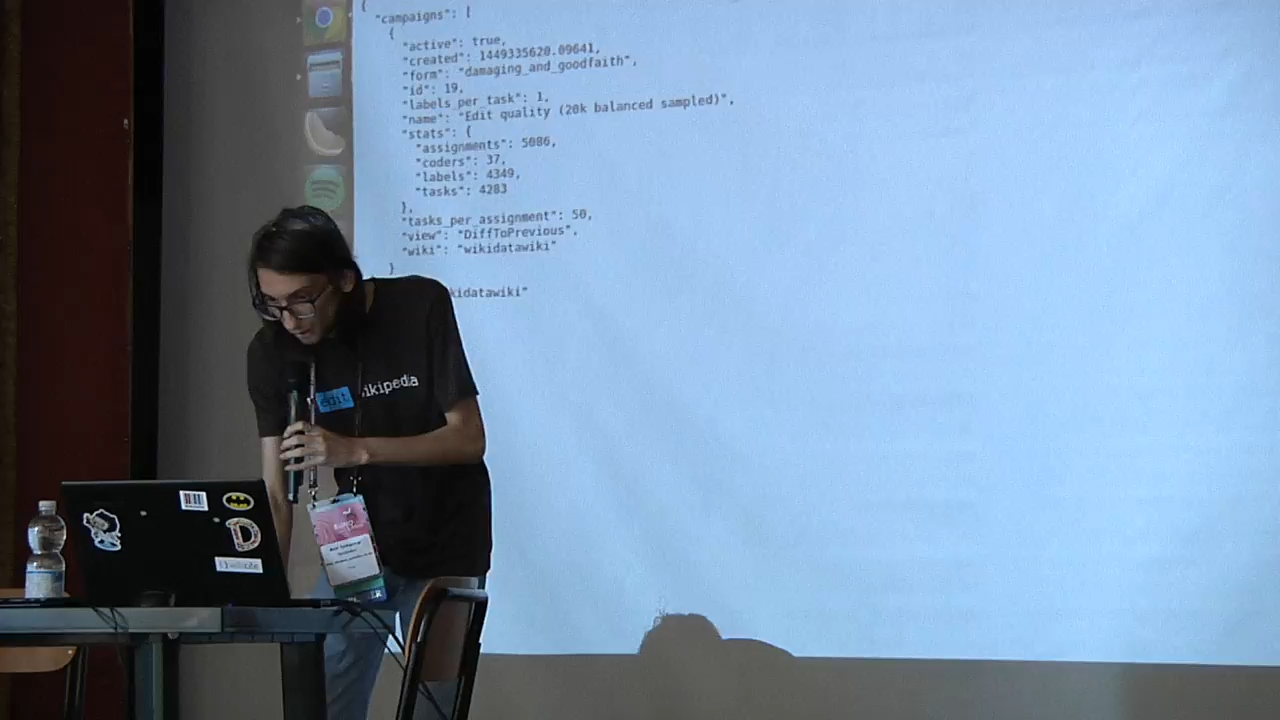 {
"campaigns": [
{
"active": true,
"created": 1449335620.09641,
"form": "damaging_and_goodfaith",
"id": 19,
"labels_per_task": 1,
"name": "Edit quality (20k balanced sampled)",
"stats": {
"assignments": 5086,
"coders": 37,
"labels": 4349,
"tasks": 4283
},
"tasks_per_assignment": 50,
"view": "DiffToPrevious",
"wiki": "wikidatawiki"
}
kidatawiki"
edit
ikipedia
D